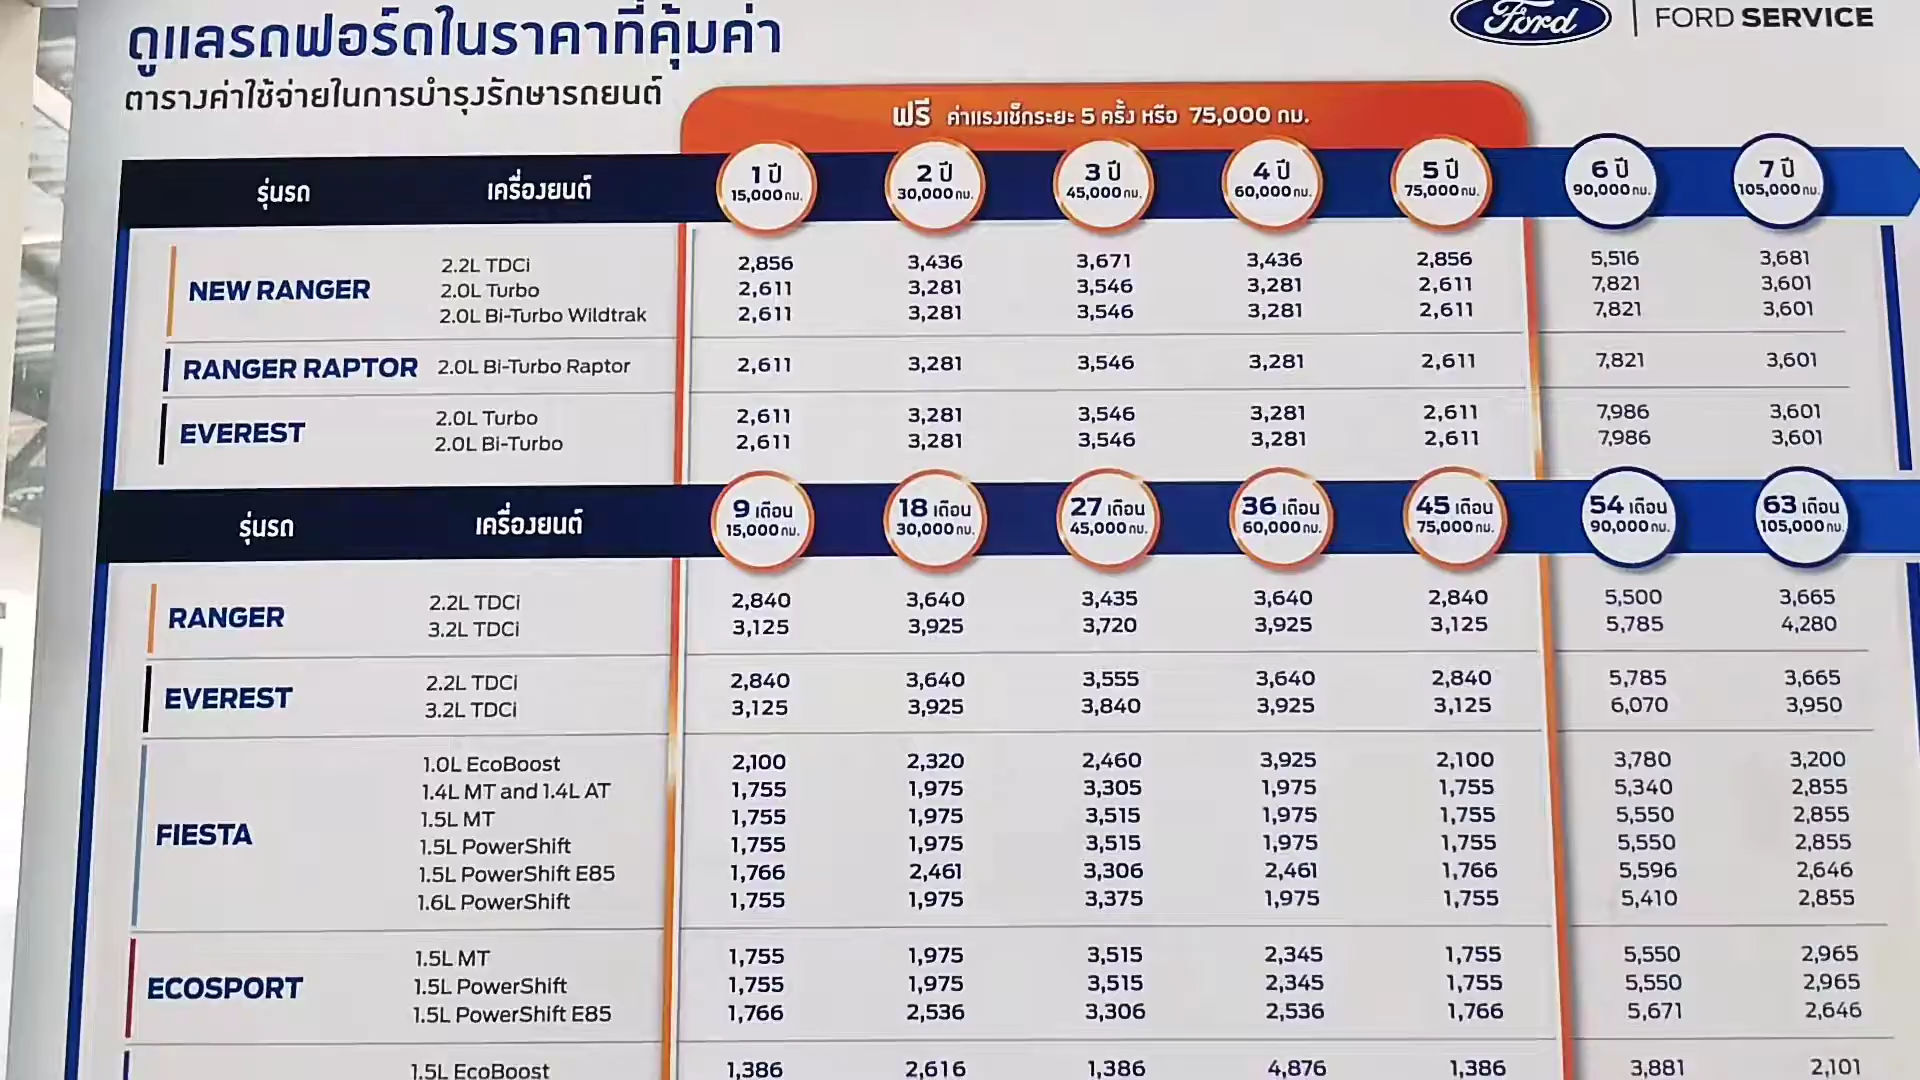 ดูแลรถฟอร์ดในราคาที่คุ้มค่า
Ford | FORD SERVICE
ตารางค่าใช้จ่ายในการบำรุงรักษารถยนต์
ฟรี ค่าแรงเช็กระยะ 5 ครั้ง หรือ 75,000 กม.
รุ่นรถ เครื่องยนต์ 1 ปี 15,000 กม. 2 ปี 30,000 กม. 3 ปี 45,000 กม. 4 ปี 60,000 กม. 5 ปี 75,000 กม. 6 ปี 90,000 กม. 7 ปี 105,000 กม.
NEW RANGER
2.2L TDCi 2,856 3,436 3,671 3,436 2,856 5,516 3,681
2.0L Turbo 2,611 3,281 3,546 3,281 2,611 7,821 3,601
2.0L Bi-Turbo Wildtrak 2,611 3,281 3,546 3,281 2,611 7,821 3,601
RANGER RAPTOR 2.0L Bi-Turbo Raptor 2,611 3,281 3,546 3,281 2,611 7,821 3,601
EVEREST
2.0L Turbo 2,611 3,281 3,546 3,281 2,611 7,986 3,601
2.0L Bi-Turbo 2,611 3,281 3,546 3,281 2,611 7,986 3,601
รุ่นรถ เครื่องยนต์ 9 เดือน 15,000 กม. 18 เดือน 30,000 กม. 27 เดือน 45,000 กม. 36 เดือน 60,000 กม. 45 เดือน 75,000 กม. 54 เดือน 90,000 กม. 63 เดือน 105,000 กม.
RANGER
2.2L TDCi 2,840 3,640 3,435 3,640 2,840 5,500 3,665
3.2L TDCi 3,125 3,925 3,720 3,925 3,125 5,785 4,280
EVEREST
2.2L TDCi 2,840 3,640 3,555 3,640 2,840 5,785 3,665
3.2L TDCi 3,125 3,925 3,840 3,925 3,125 6,070 3,950
FIESTA
1.0L EcoBoost 2,100 2,320 2,460 3,925 2,100 3,780 3,200
1.4L MT and 1.4L AT 1,755 1,975 3,305 1,975 1,755 5,340 2,855
1.5L MT 1,755 1,975 3,515 1,975 1,755 5,550 2,855
1.5L PowerShift 1,755 1,975 3,515 1,975 1,755 5,550 2,855
1.5L PowerShift E85 1,766 2,461 3,306 2,461 1,766 5,596 2,646
1.6L PowerShift 1,755 1,975 3,375 1,975 1,755 5,410 2,855
ECOSPORT
1.5L MT 1,755 1,975 3,515 2,345 1,755 5,550 2,965
1.5L PowerShift 1,755 1,975 3,515 2,345 1,755 5,550 2,965
1.5L PowerShift E85 1,766 2,536 3,306 2,536 1,766 5,671 2,646
1.5L EcoBoost 1,386 2,616 1,386 4,876 1,386 3,881 2,101